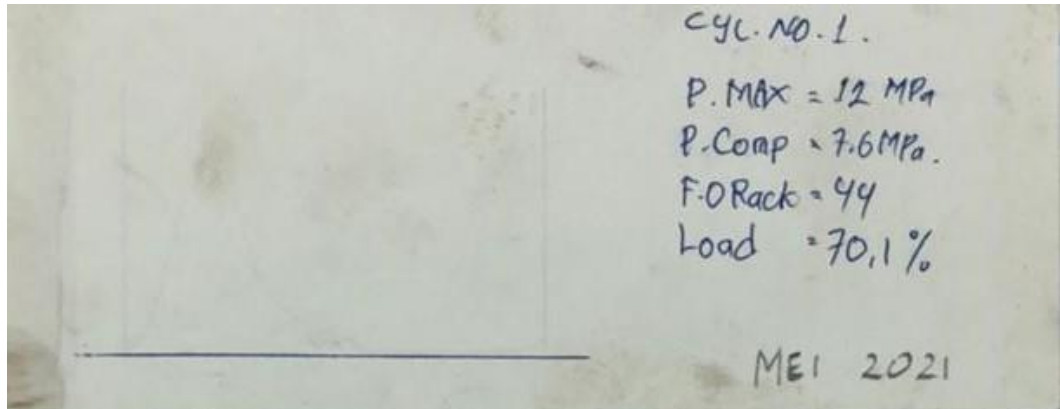 CYL. NO. 1.
P. MAX = 12 MPa
P. Comp = 7.6 MPa.
F.O Rack = 44
Load = 70,1 %
MEI 2021